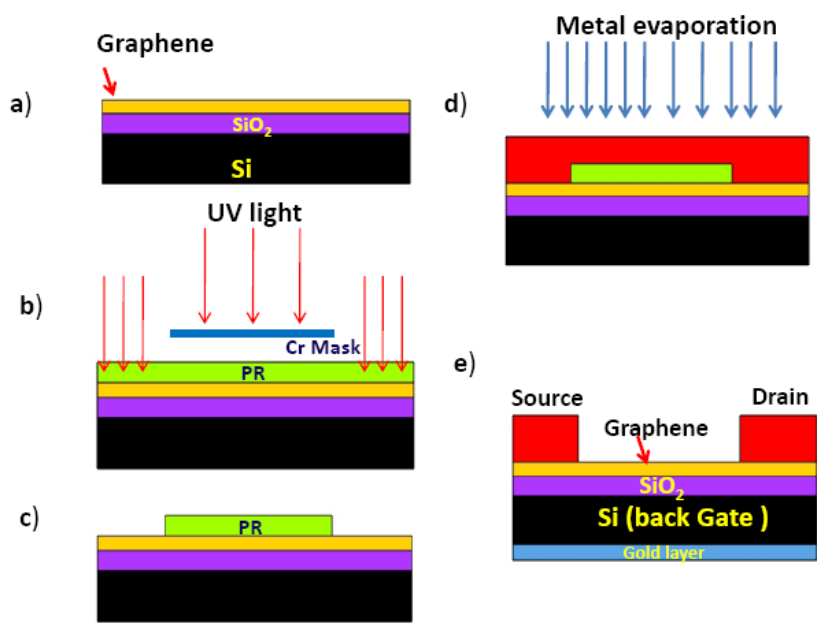 a)
Graphene
SiO₂
Si
b)
UV light
Cr Mask
PR
c)
PR
d)
Metal evaporation
e)
Source
Drain
Graphene
SiO₂
Si (back Gate )
Gold layer